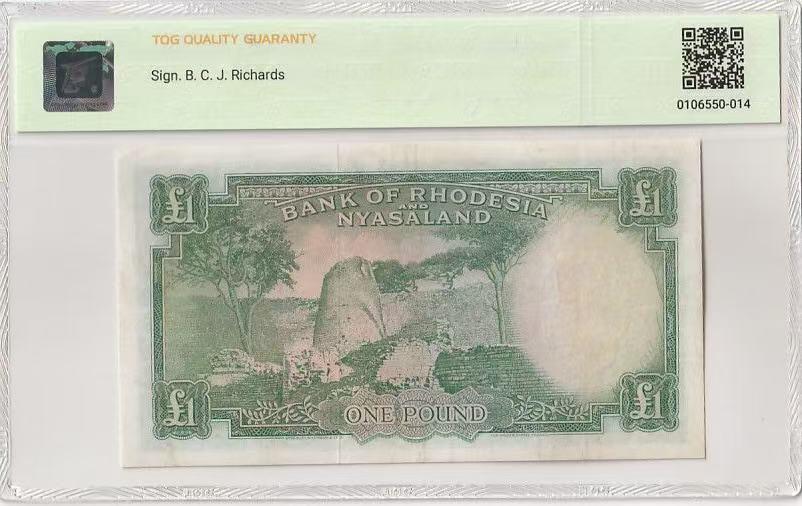 TQG QUALITY GUARANTY
Sign. B. C. J. Richards
0106550-014
£1
£1
BANK OF RHODESIA
AND
NYASALAND
£1
£1
ONE POUND